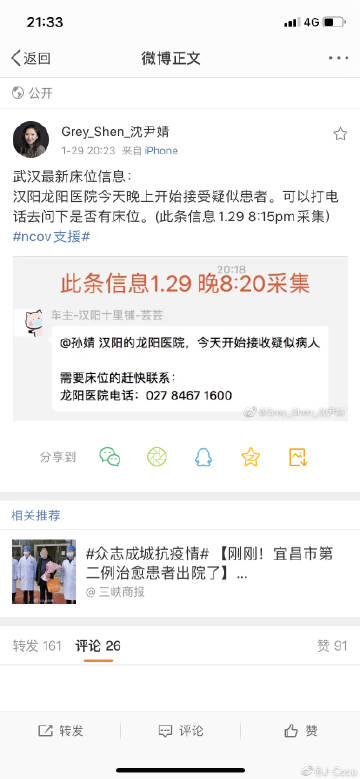 21:33
4G
返回
微博正文
公开
Grey_Shen_沈尹婧
1-29 20:23 来自 iPhone
武汉最新床位信息：
汉阳龙阳医院今天晚上开始接受疑似患者。可以打电
话去问下是否有床位。(此条信息 1.29 8:15pm 采集)
#ncov支援#
20:18
此条信息1.29 晚8:20采集
车主-汉阳十里铺-芸芸
@孙婧 汉阳的龙阳医院，今天开始接收疑似病人
需要床位的赶快联系：
龙阳医院电话：027 8467 1600
@Grey_Shen_沈尹婧
分享到
相关推荐
#众志成城抗疫情# 【刚刚！宜昌市第
二例治愈患者出院了】...
@ 三峡商报
转发 161 评论 26 赞 91
转发 评论 赞